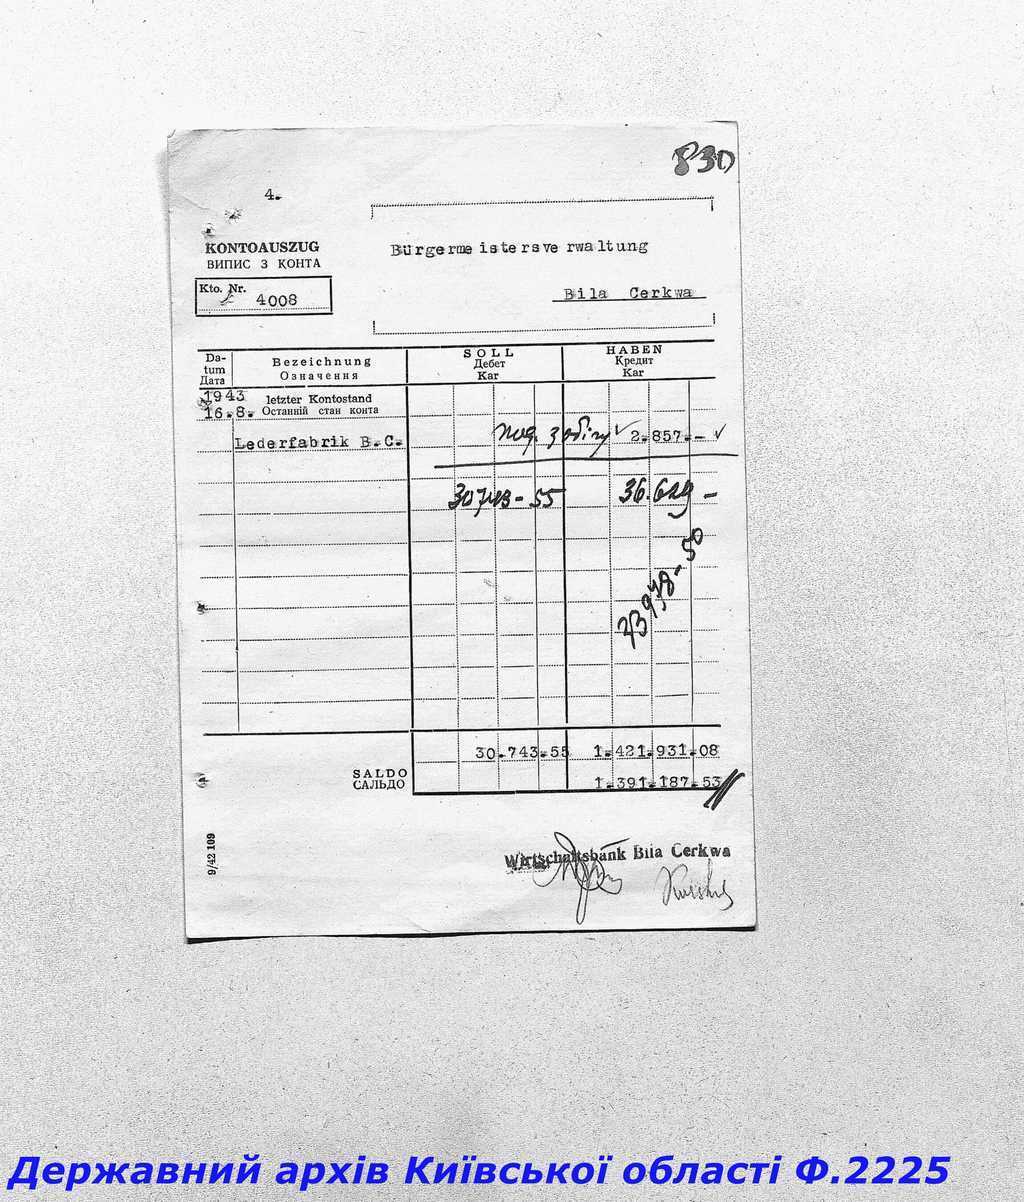 830
4.
KONTOAUSZUG
ВИПИС З КОНТА
Bürgermeistersverwaltung
Kto. Nr. 4008
Bila Cerkwa
Da-
tum
Дата
Bezeichnung
Означення
SOLL
Дебет
Kar
HABEN
Кредит
Kar
1943
16.8.
letzter Kontostand
Останній стан конта
Lederfabrik B.C.
2.857.-
30743-55
36.629-
30.743.55 1.421.931.08
SALDO
САЛЬДО
1.391.187.53
9/42 109
Wirtschaftsbank Bila Cerkwa
Державний архів Київської області Ф.2225